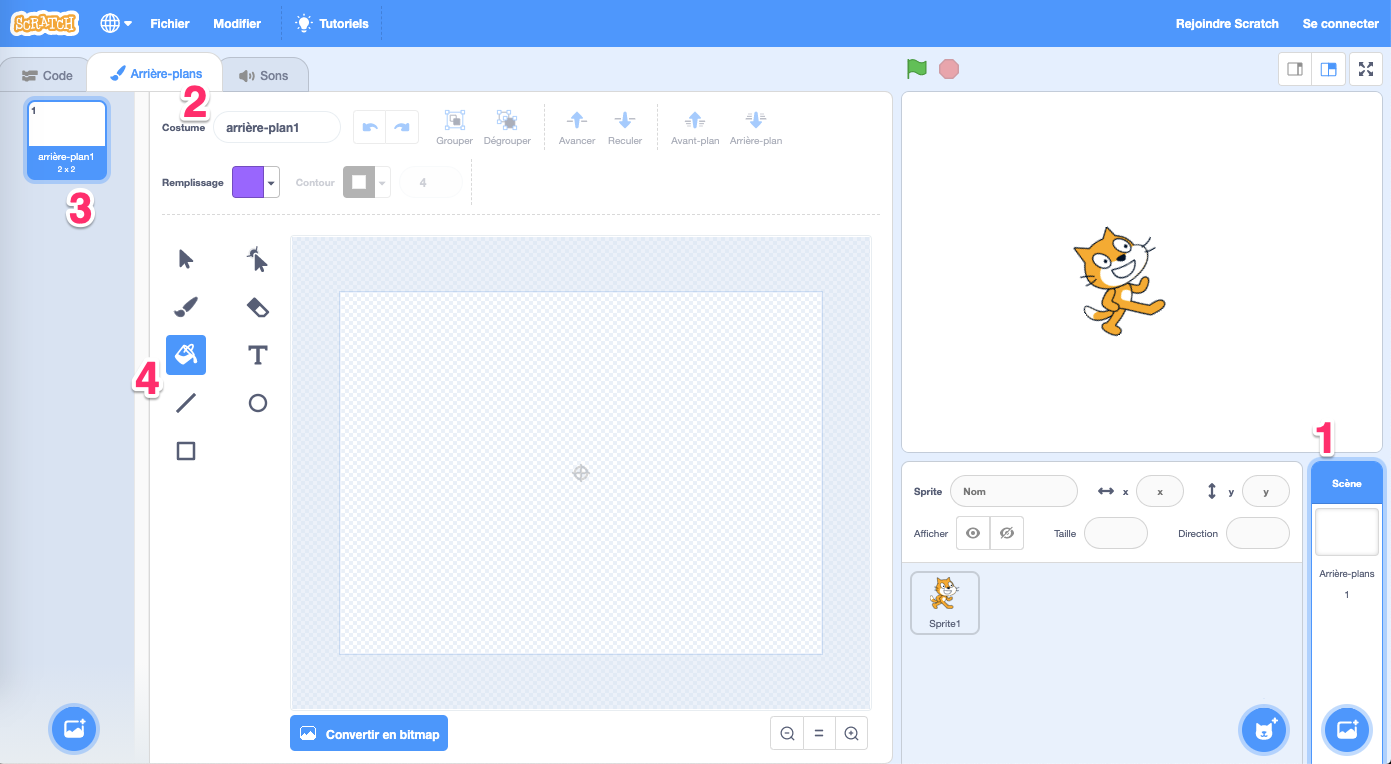 SCRATCH
Fichier
Modifier
Tutoriels
Rejoindre Scratch
Se connecter
Code
Arrière-plans
Sons
2
1
arrière-plan1
2 x 2
3
Costume
arrière-plan1
Grouper
Dégrouper
Avancer
Reculer
Avant-plan
Arrière-plan
Remplissage
Contour
4
4
Convertir en bitmap
1
Sprite
Nom
x
x
y
y
Afficher
Taille
Direction
Sprite1
Scène
Arrière-plans
1